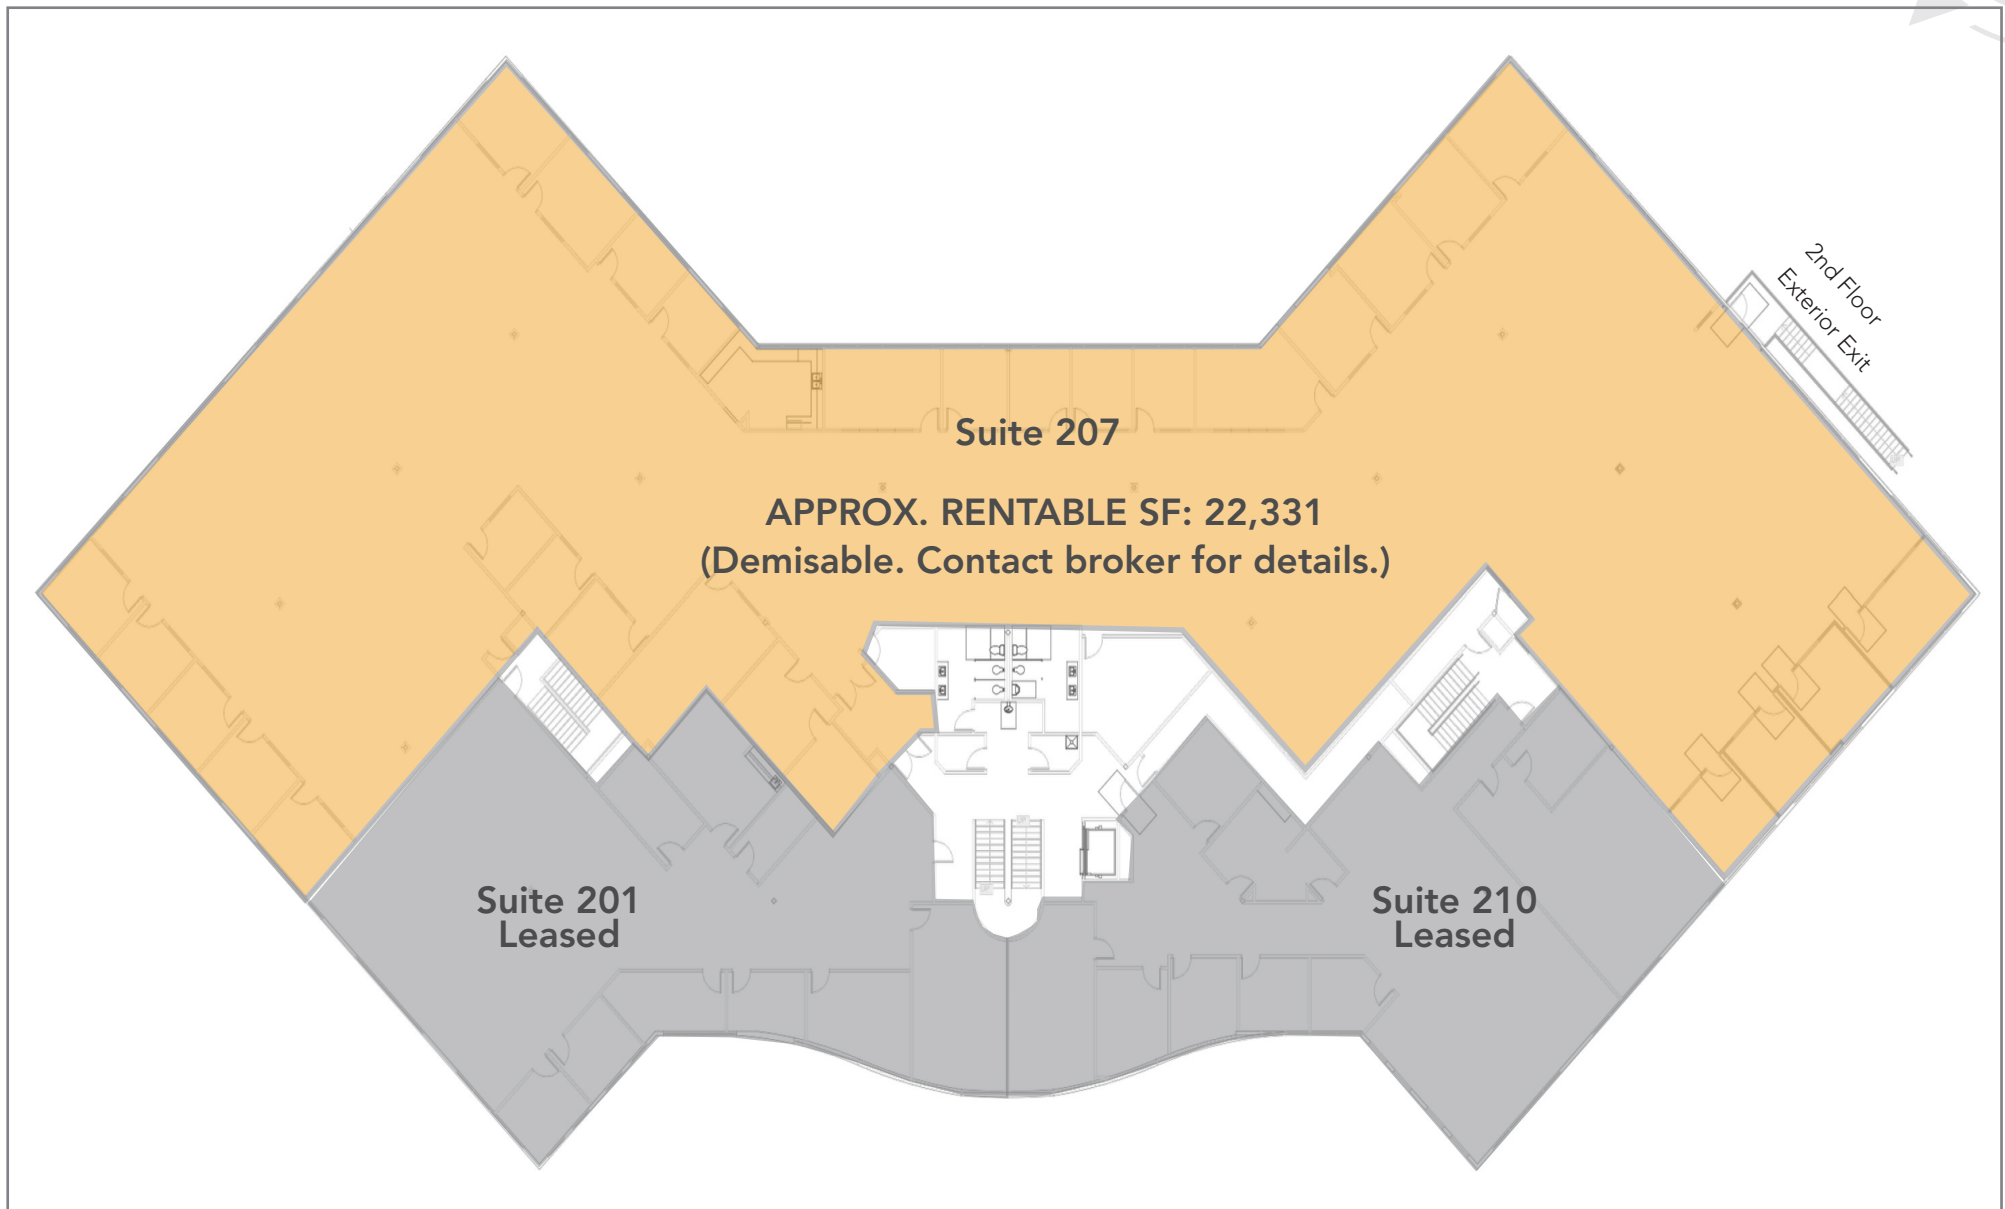 2nd Floor
Exterior Exit
Suite 207
APPROX. RENTABLE SF: 22,331
(Demisable. Contact broker for details.)
Suite 201
Leased
Suite 210
Leased